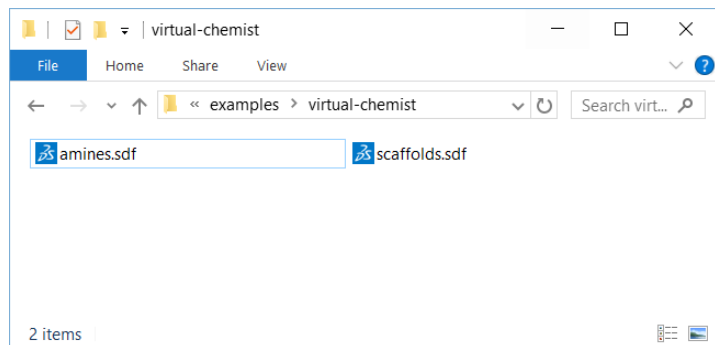 virtual-chemist
File Home Share View ?
« examples > virtual-chemist Search virt...
amines.sdf scaffolds.sdf
2 items